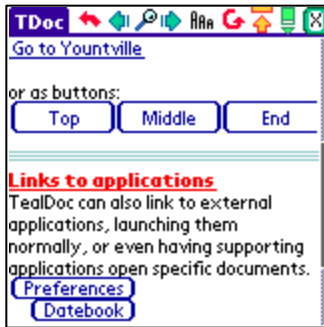 TDoc AAA
Go to Yountville
or as buttons:
Top Middle End
Links to applications
TealDoc can also link to external
applications, launching them
normally, or even having supporting
applications open specific documents.
Preferences
Datebook